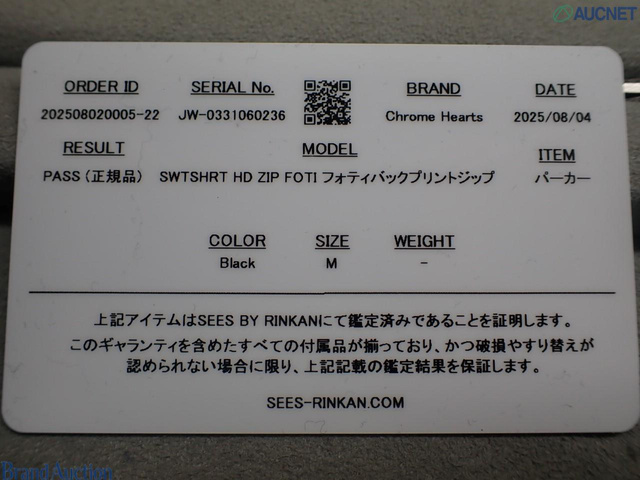 AUCNET
ORDER ID SERIAL No. BRAND DATE
202508020005-22 JW-0331060236 Chrome Hearts 2025/08/04
RESULT MODEL ITEM
PASS（正規品） SWTSHRT HD ZIP FOTI フォティバックプリントジップ パーカー
COLOR SIZE WEIGHT
Black M -
上記アイテムはSEES BY RINKANにて鑑定済みであることを証明します。
このギャランティを含めたすべての付属品が揃っており、かつ破損やすり替えが
認められない場合に限り、上記記載の鑑定結果を保証します。
SEES-RINKAN.COM
Brand Auction